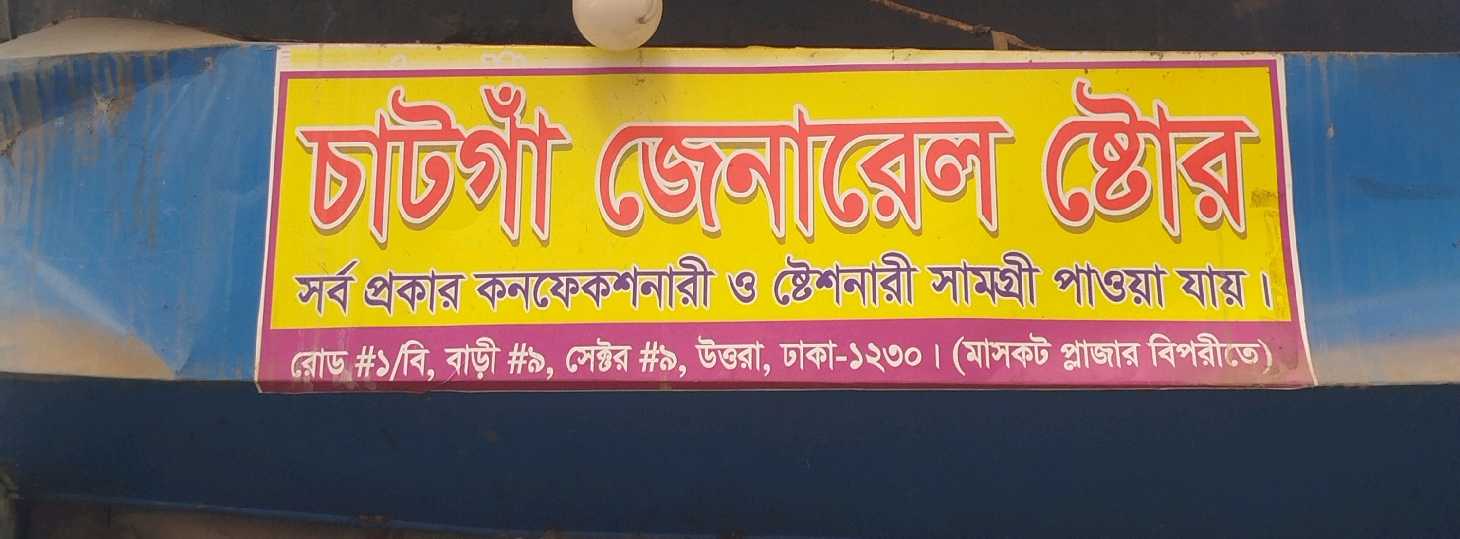 চাটগাঁ জেনারেল ষ্টোর
সর্ব প্রকার কনফেকশনারী ও ষ্টেশনারী সামগ্রী পাওয়া যায়।
রোড #১/বি, বাড়ী #৯, সেক্টর #৯, উত্তরা, ঢাকা-১২৩০। (মাসকট প্লাজার বিপরীতে)